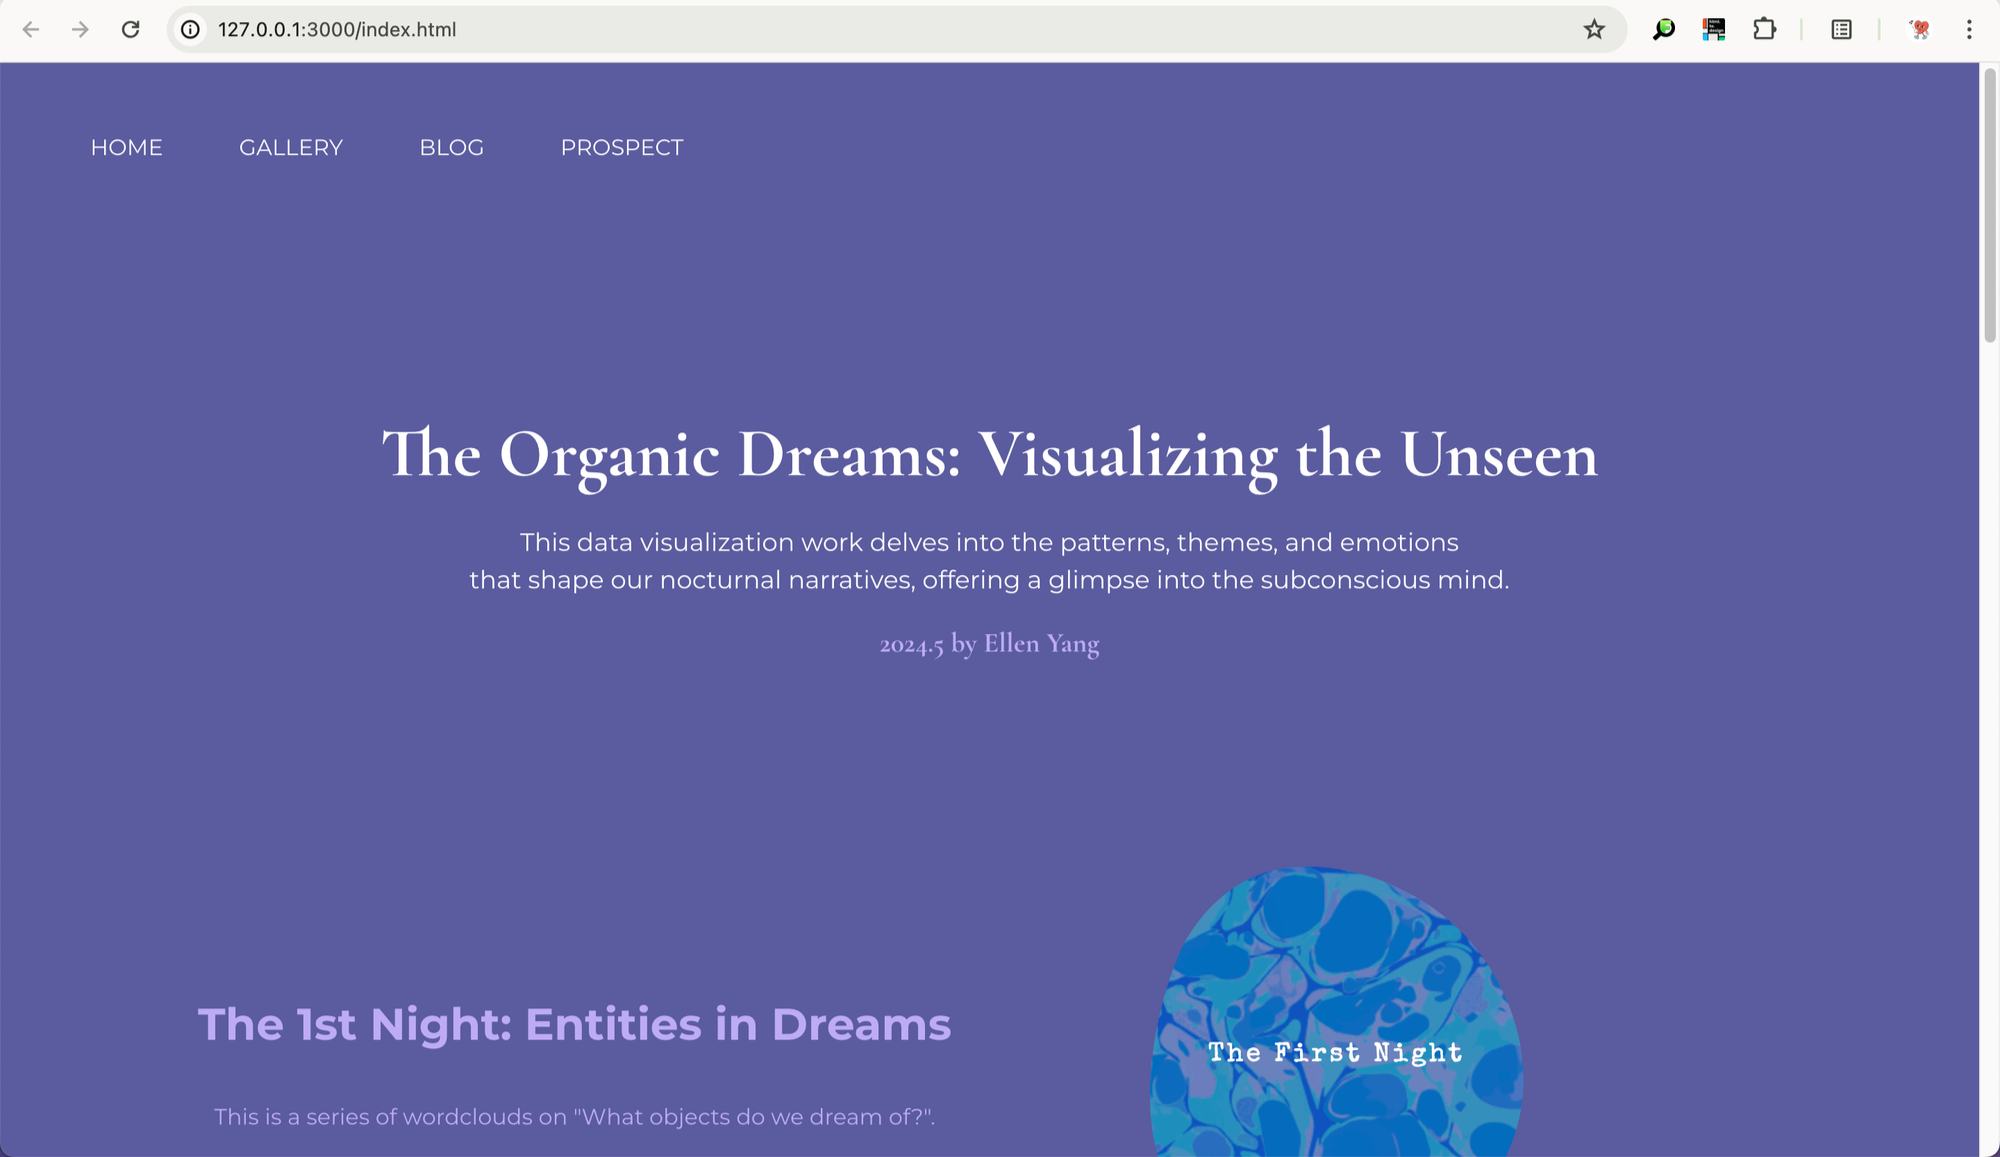 127.0.0.1:3000/index.html
HOME GALLERY BLOG PROSPECT
The Organic Dreams: Visualizing the Unseen
This data visualization work delves into the patterns, themes, and emotions
that shape our nocturnal narratives, offering a glimpse into the subconscious mind.
2024.5 by Ellen Yang
The 1st Night: Entities in Dreams
The First Night
This is a series of wordclouds on "What objects do we dream of?".